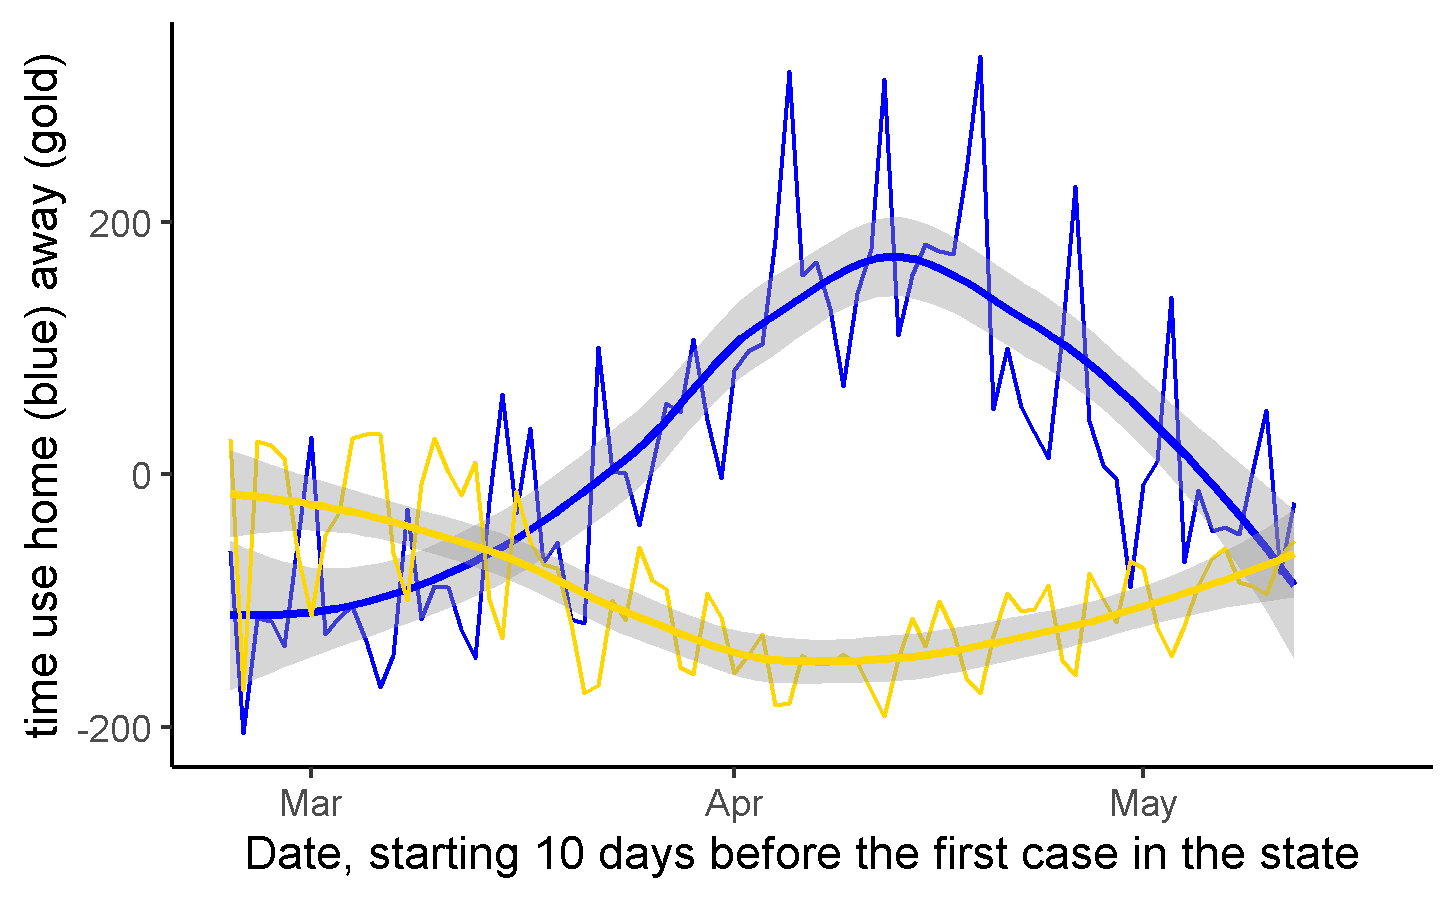 time use home (blue) away (gold)
200
0
-200
Mar
Apr
May
Date, starting 10 days before the first case in the state